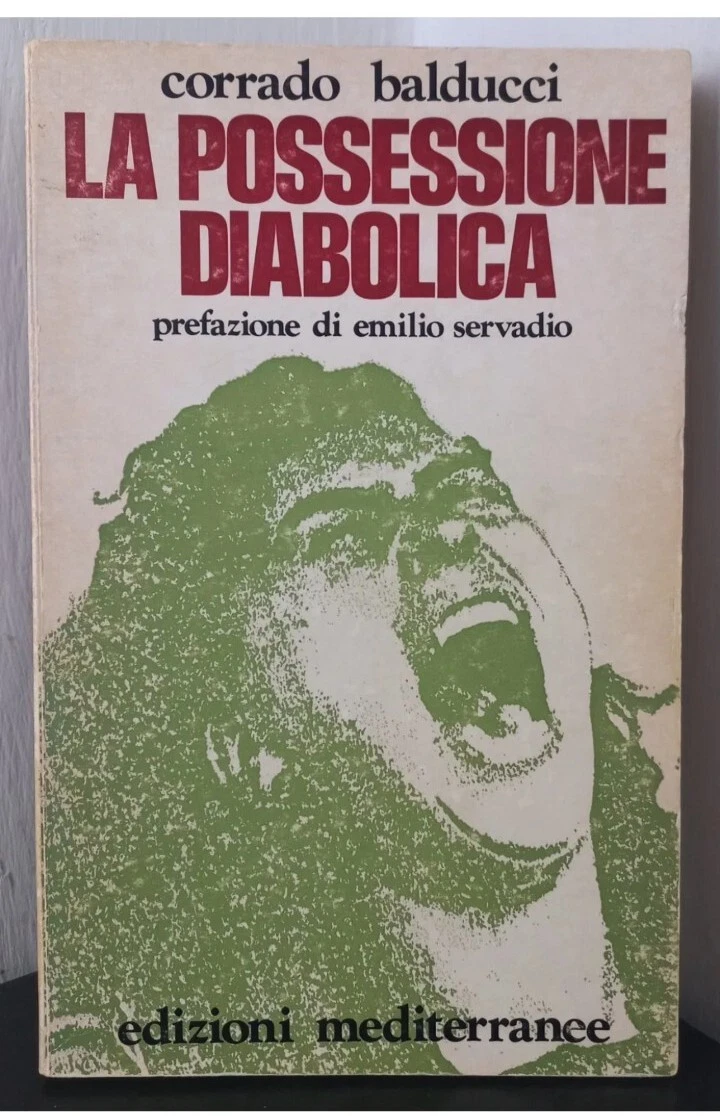 corrado balducci
LA POSSESSIONE
DIABOLICA
prefazione di emilio servadio
edizioni mediterranee